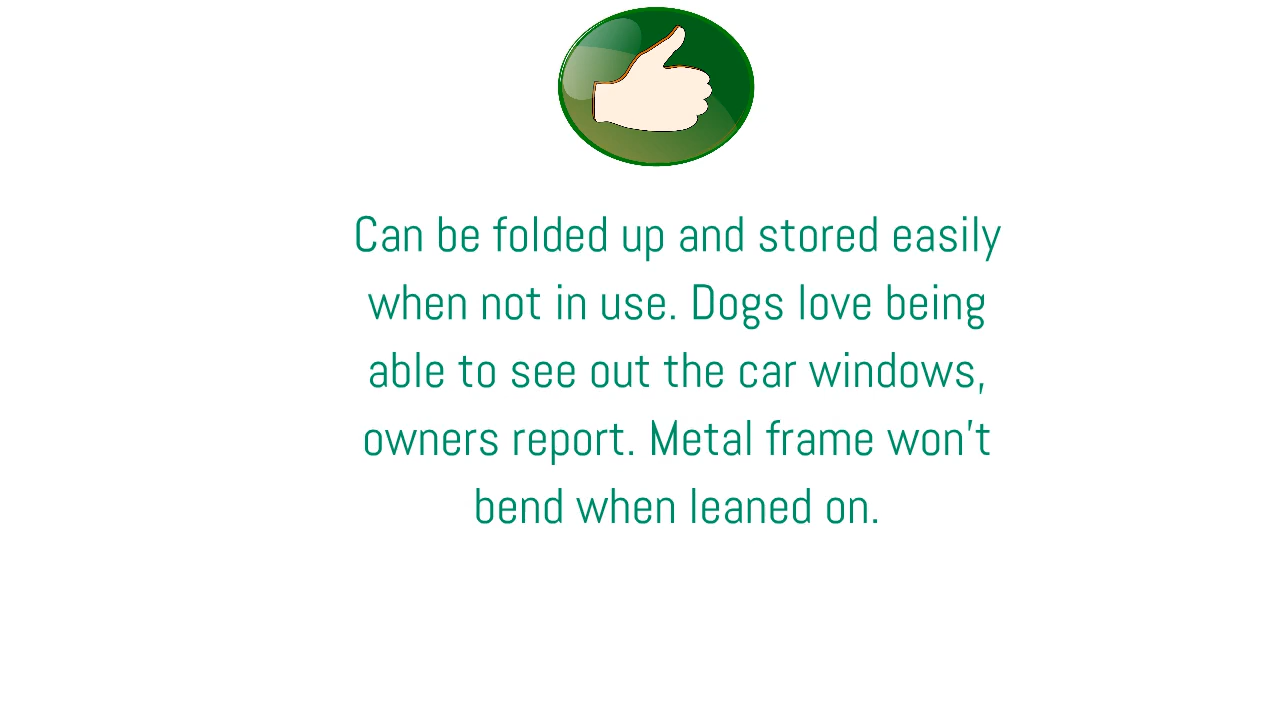 Can be folded up and stored easily
when not in use. Dogs love being
able to see out the car windows,
owners report. Metal frame won't
bend when leaned on.